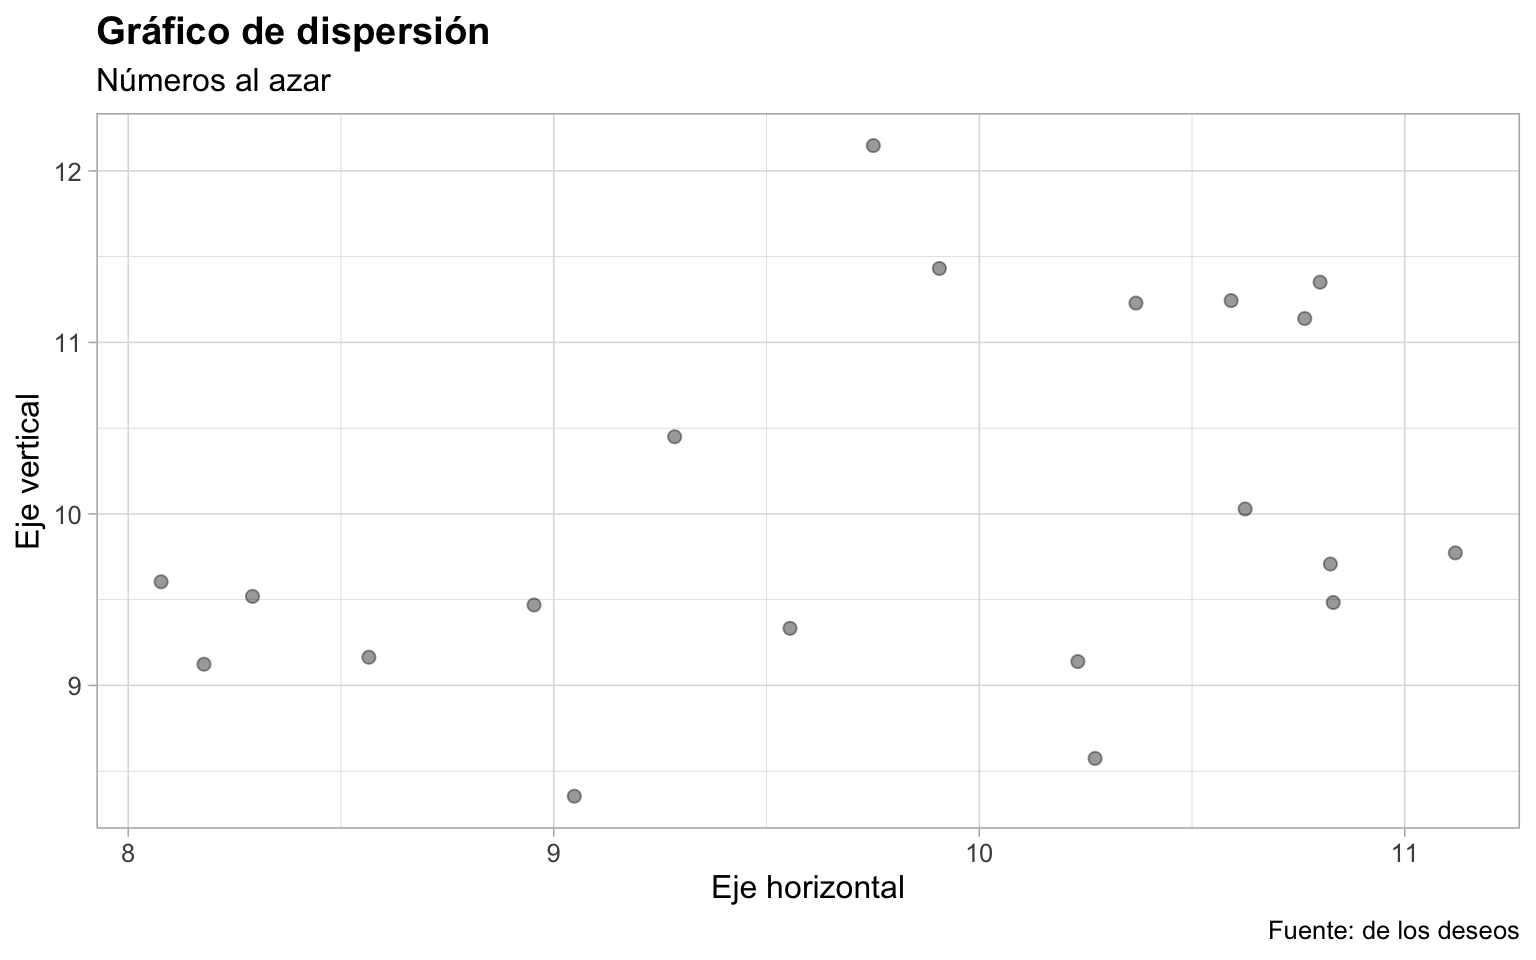 Gráfico de dispersión
Números al azar
12
11
10
9
Eje vertical
8 9 10 11
Eje horizontal
Fuente: de los deseos